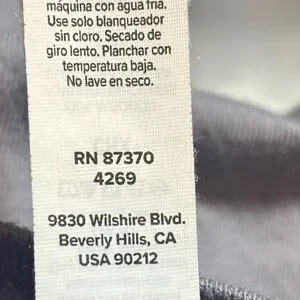 máquina con agua fría.
Use solo blanqueador
sin cloro. Secado de
giro lento. Planchar con
temperatura baja.
No lave en seco.
RN 87370
4269
9830 Wilshire Blvd.
Beverly Hills, CA
USA 90212